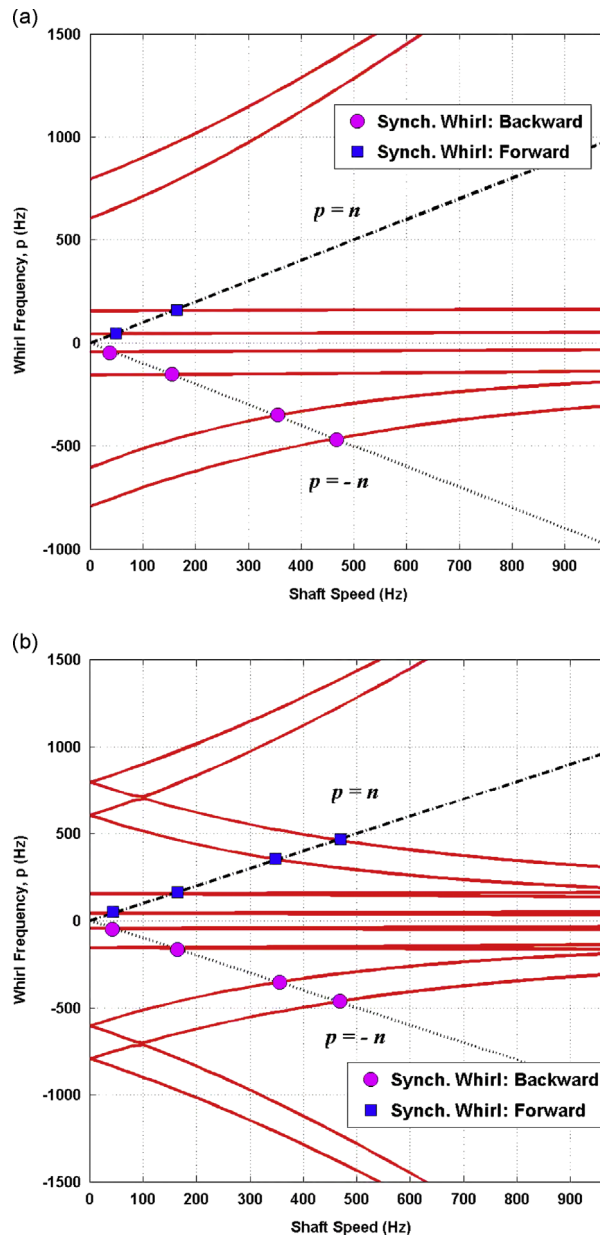 (a)
1500
Synch. Whirl: Backward
Synch. Whirl: Forward
1000
p = n
500
0
-500
p = - n
-1000
Whirl Frequency, p (Hz)
0 100 200 300 400 500 600 700 800 900
Shaft Speed (Hz)
(b)
1500
1000
p = n
500
0
-500
p = - n
Synch. Whirl: Backward
Synch. Whirl: Forward
-1000
-1500
Whirl Frequency, p (Hz)
0 100 200 300 400 500 600 700 800 900
Shaft Speed (Hz)